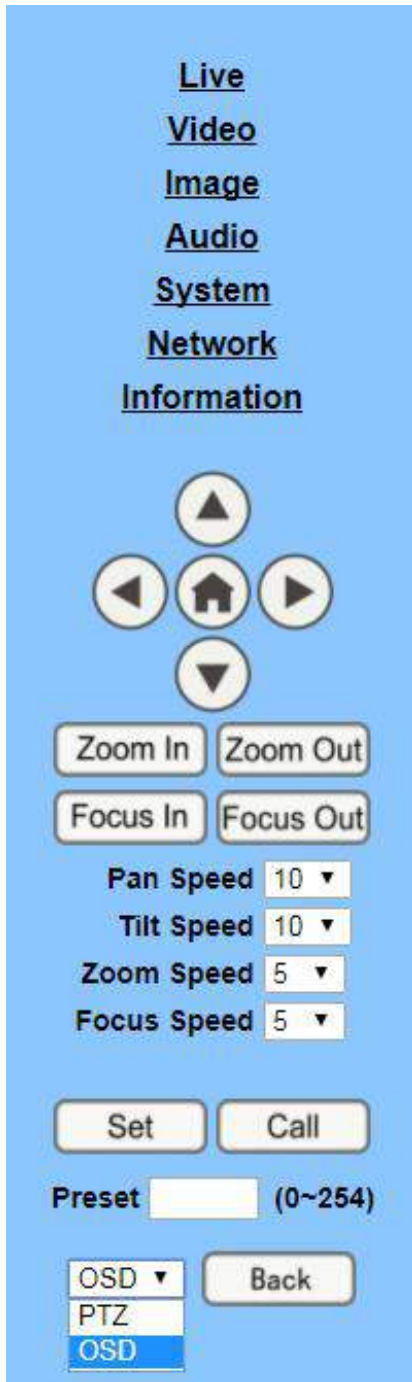 Live
Video
Image
Audio
System
Network
Information
Zoom In Zoom Out
Focus In Focus Out
Pan Speed 10
Tilt Speed 10
Zoom Speed 5
Focus Speed 5
Set Call
Preset (0~254)
OSD Back
PTZ
OSD